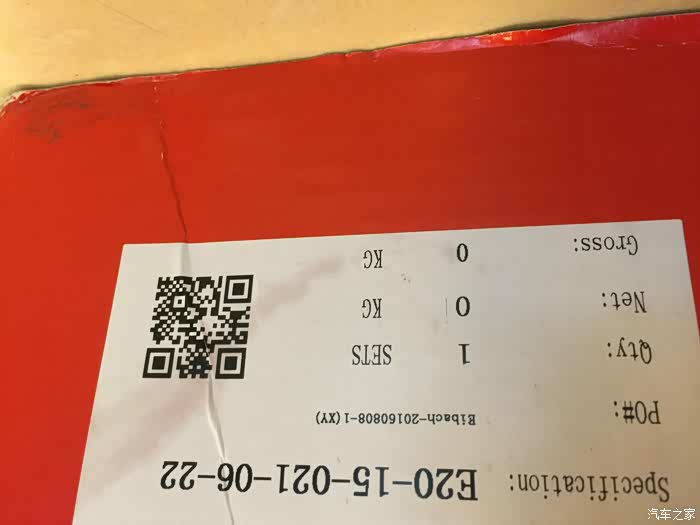 Specification: E20-15-021-06-22
PO#: Eibach-20160808-1(XY)
Qty: 1 SETS
Net: 0 KG
Gross: 0 KG
汽车之家